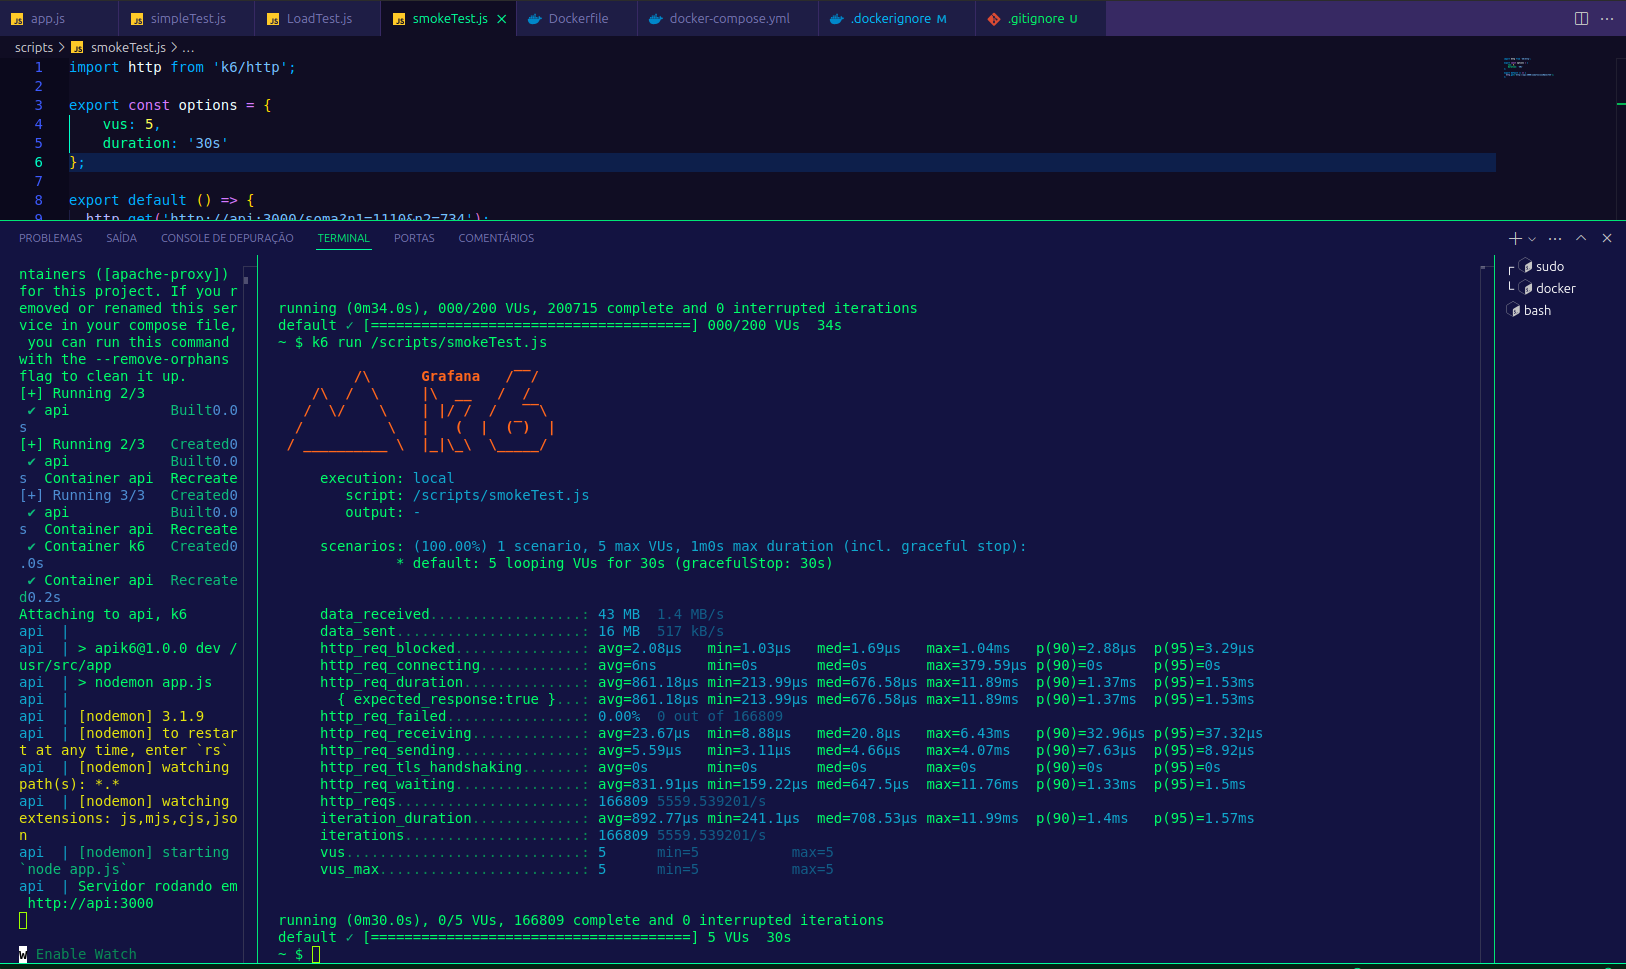 app.js
simpleTest.js
LoadTest.js
smokeTest.js
Dockerfile
docker-compose.yml
.dockerignore M
.gitignore U
scripts > smokeTest.js > ...
1 import http from 'k6/http';
2
3 export const options = {
4 vus: 5,
5 duration: '30s'
6 };
7
8 export default () => {
9 http.get('http://api:3000/soma?n1=1110&n2=734');
PROBLEMAS SAÍDA CONSOLE DE DEPURAÇÃO TERMINAL PORTAS COMENTÁRIOS
ntainers ([apache-proxy])
for this project. If you r
emoved or renamed this ser
vice in your compose file,
you can run this command
with the --remove-orphans
flag to clean it up.
[+] Running 2/3
✔ api Built0.0
s
[+] Running 2/3 Created0
✔ api Built0.0
s Container api Recreate
[+] Running 3/3 Created0
✔ api Built0.0
s Container api Recreate
✔ Container k6 Created0
.0s
✔ Container api Recreate
d0.2s
Attaching to api, k6
api |
api | > apik6@1.0.0 dev /
usr/src/app
api | > nodemon app.js
api |
api | [nodemon] 3.1.9
api | [nodemon] to restar
t at any time, enter `rs`
api | [nodemon] watching
path(s): *.*
api | [nodemon] watching
extensions: js,mjs,cjs,jso
n
api | [nodemon] starting
`node app.js`
api | Servidor rodando em
http://api:3000
w Enable Watch
running (0m34.0s), 000/200 VUs, 200715 complete and 0 interrupted iterations
default ✓ [======================================] 000/200 VUs 34s
~ $ k6 run /scripts/smokeTest.js
Grafana
execution: local
script: /scripts/smokeTest.js
output: -
scenarios: (100.00%) 1 scenario, 5 max VUs, 1m0s max duration (incl. graceful stop):
* default: 5 looping VUs for 30s (gracefulStop: 30s)
data_received..................: 43 MB 1.4 MB/s
data_sent......................: 16 MB 517 kB/s
http_req_blocked...............: avg=2.08µs min=1.03µs med=1.69µs max=1.04ms p(90)=2.88µs p(95)=3.29µs
http_req_connecting............: avg=6ns min=0s med=0s max=379.59µs p(90)=0s p(95)=0s
http_req_duration..............: avg=861.18µs min=213.99µs med=676.58µs max=11.89ms p(90)=1.37ms p(95)=1.53ms
{ expected_response:true }...: avg=861.18µs min=213.99µs med=676.58µs max=11.89ms p(90)=1.37ms p(95)=1.53ms
http_req_failed................: 0.00% 0 out of 166809
http_req_receiving.............: avg=23.67µs min=8.88µs med=20.8µs max=6.43ms p(90)=32.96µs p(95)=37.32µs
http_req_sending...............: avg=5.59µs min=3.11µs med=4.66µs max=4.07ms p(90)=7.63µs p(95)=8.92µs
http_req_tls_handshaking.......: avg=0s min=0s med=0s max=0s p(90)=0s p(95)=0s
http_req_waiting...............: avg=831.91µs min=159.22µs med=647.5µs max=11.76ms p(90)=1.33ms p(95)=1.5ms
http_reqs......................: 166809 5559.539201/s
iteration_duration.............: avg=892.77µs min=241.1µs med=708.53µs max=11.99ms p(90)=1.4ms p(95)=1.57ms
iterations.....................: 166809 5559.539201/s
vus............................: 5 min=5 max=5
vus_max........................: 5 min=5 max=5
running (0m30.0s), 0/5 VUs, 166809 complete and 0 interrupted iterations
default ✓ [======================================] 5 VUs 30s
~ $
sudo
docker
bash